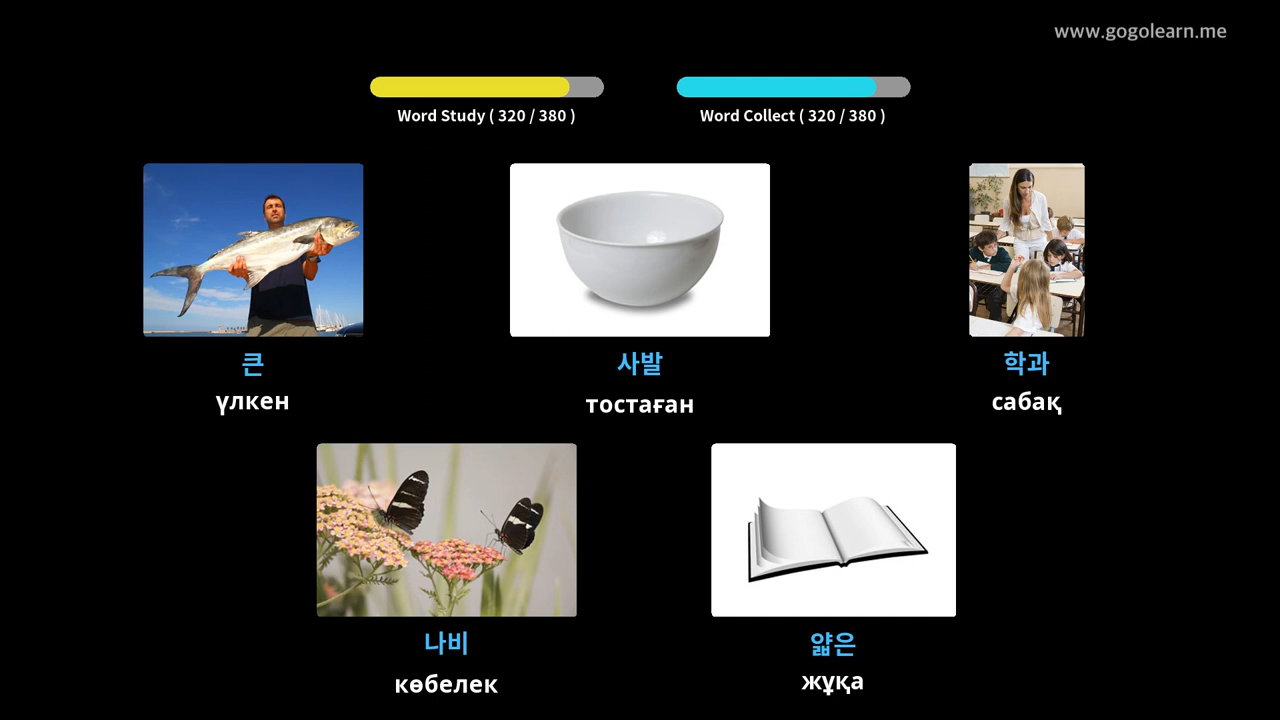 www.gogolearn.me
Word Study ( 320 / 380 )
Word Collect ( 320 / 380 )
큰
үлкен
사발
тостаған
학과
сабақ
나비
көбелек
얇은
жұқа